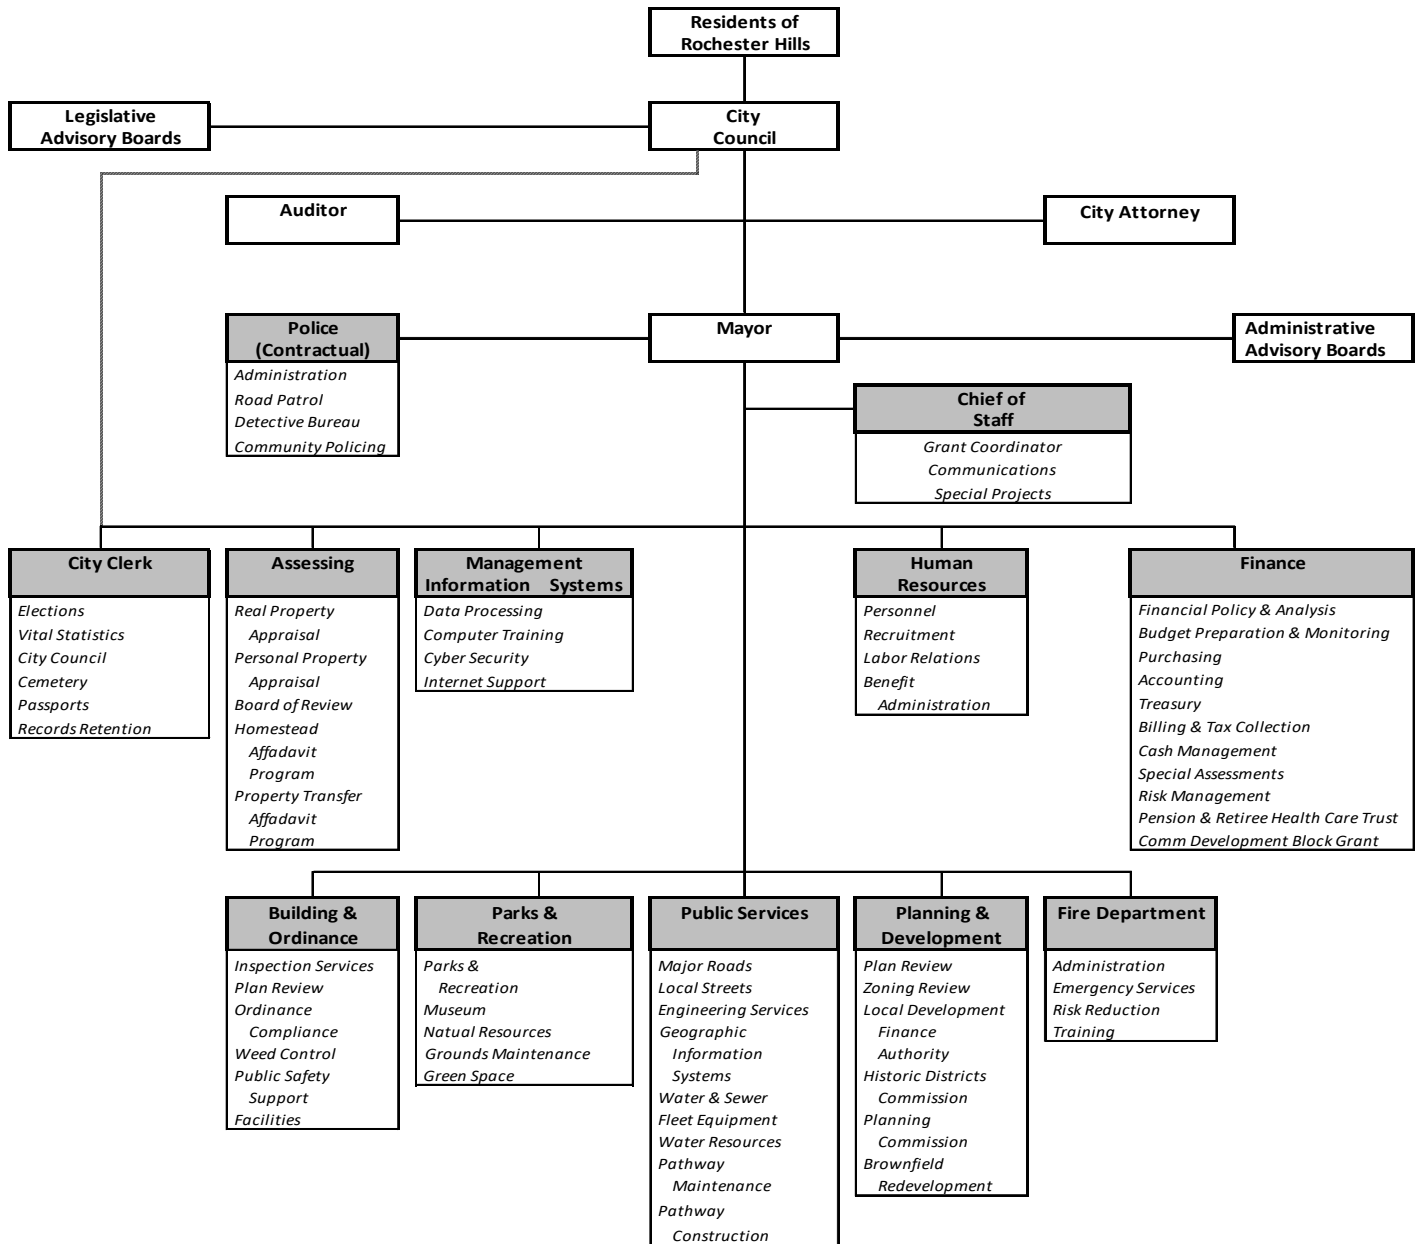 Residents of
Rochester Hills
Legislative
Advisory Boards
City
Council
Auditor
City Attorney
Police
(Contractual)
Administration
Road Patrol
Detective Bureau
Community Policing
Mayor
Administrative
Advisory Boards
Chief of
Staff
Grant Coordinator
Communications
Special Projects
City Clerk
Elections
Vital Statistics
City Council
Cemetery
Passports
Records Retention
Assessing
Real Property
Appraisal
Personal Property
Appraisal
Board of Review
Homestead
Affadavit
Program
Property Transfer
Affadavit
Program
Management
Information Systems
Data Processing
Computer Training
Cyber Security
Internet Support
Human
Resources
Personnel
Recruitment
Labor Relations
Benefit
Administration
Finance
Financial Policy & Analysis
Budget Preparation & Monitoring
Purchasing
Accounting
Treasury
Billing & Tax Collection
Cash Management
Special Assessments
Risk Management
Pension & Retiree Health Care Trust
Comm Development Block Grant
Building &
Ordinance
Inspection Services
Plan Review
Ordinance
Compliance
Weed Control
Public Safety
Support
Facilities
Parks &
Recreation
Parks &
Recreation
Museum
Natual Resources
Grounds Maintenance
Green Space
Public Services
Major Roads
Local Streets
Engineering Services
Geographic
Information
Systems
Water & Sewer
Fleet Equipment
Water Resources
Pathway
Maintenance
Pathway
Construction
Planning &
Development
Plan Review
Zoning Review
Local Development
Finance
Authority
Historic Districts
Commission
Planning
Commission
Brownfield
Redevelopment
Fire Department
Administration
Emergency Services
Risk Reduction
Training